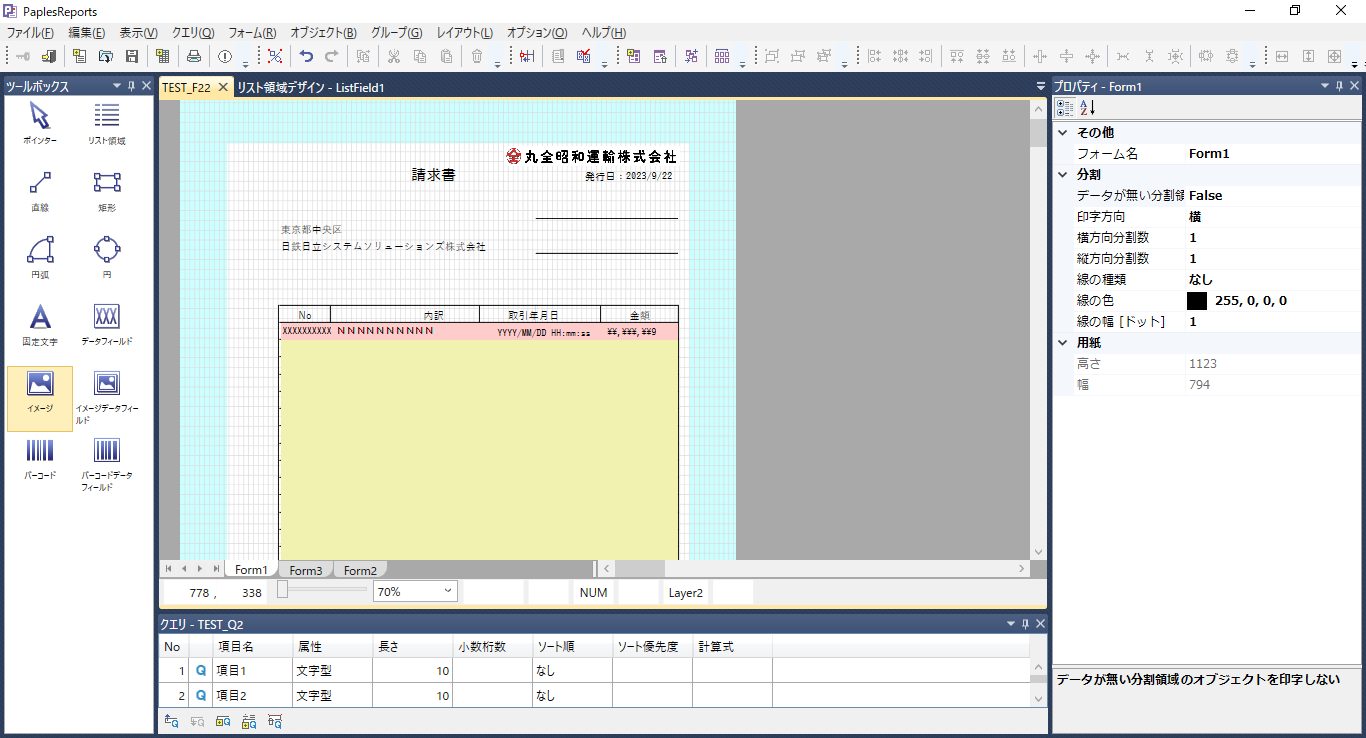 PaplesReports
ファイル(F) 編集(E) 表示(V) クエリ(Q) フォーム(R) オブジェクト(B) グループ(G) レイアウト(L) オプション(O) ヘルプ(H)
ツールボックス
ポインター リスト領域
直線 矩形
円弧 円
固定文字 データフィールド
イメージ イメージデータフィー
ルド
バーコード バーコードデータ
フィールド
TEST_F22 リスト領域デザイン - ListField1
丸全昭和運輸株式会社
請求書
発行日：2023/9/22
東京都中央区
日鉄日立システムソリューションズ株式会社
No 内訳 取引年月日 金額
XXXXXXXXXX NNNNNNNNNN YYYY/MM/DD HH:mm:ss ¥¥,¥¥¥,¥¥9
Form1 Form3 Form2
778 , 338 70% NUM Layer2
クエリ - TEST_Q2
No 項目名 属性 長さ 小数桁数 ソート順 ソート優先度 計算式
1 Q 項目1 文字型 10 なし
2 Q 項目2 文字型 10 なし
プロパティ - Form1
その他
フォーム名 Form1
分割
データが無い分割領 False
印字方向 横
横方向分割数 1
縦方向分割数 1
線の種類 なし
線の色 255, 0, 0, 0
線の幅 [ドット] 1
用紙
高さ 1123
幅 794
データが無い分割領域のオブジェクトを印字しない